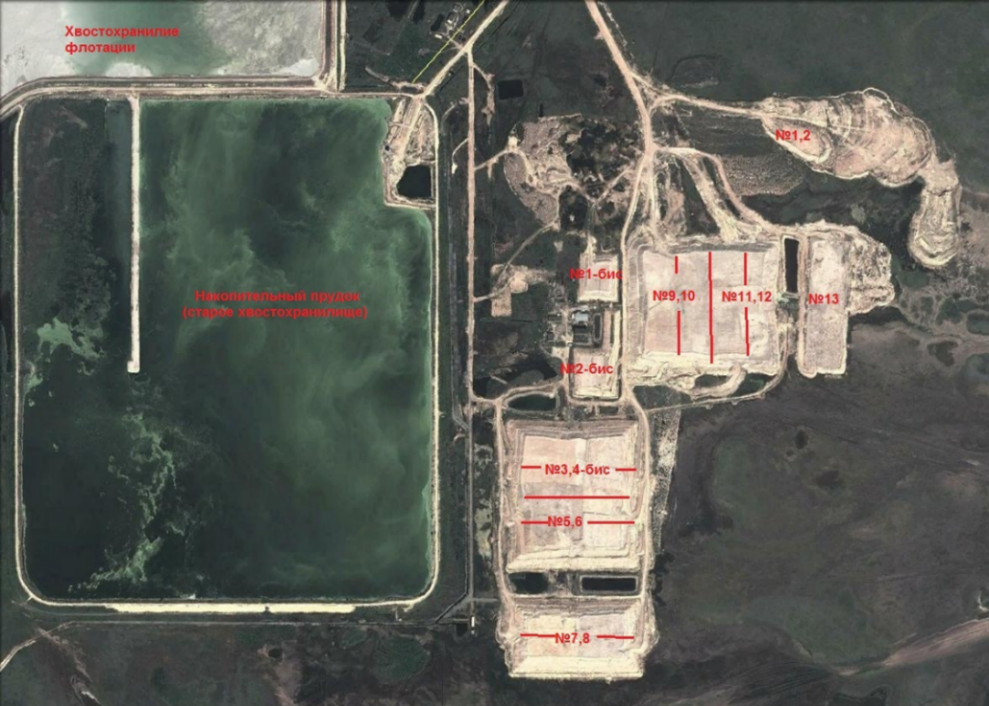 Хвостохранилие
флотации
№1,2
Накопительный прудок
(старое хвостохранилище)
№1-бис
№9,10
№11,12
№13
№2-бис
№3,4-бис
№5,6
№7,8